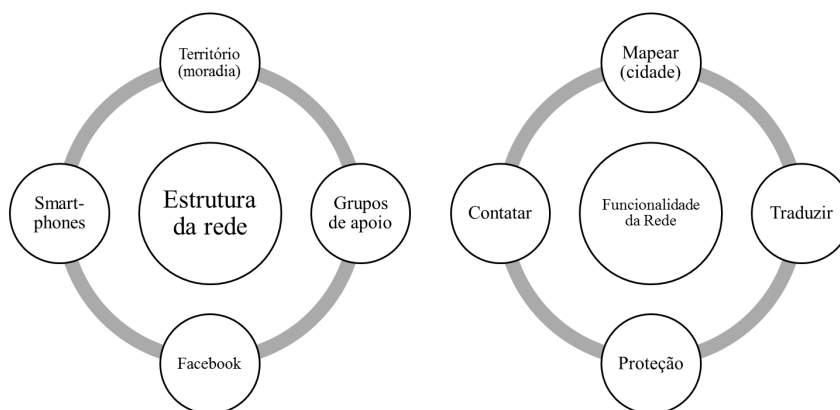 Território
(moradia)
Smart-
phones
Estrutura
da rede
Grupos
de apoio
Facebook
Mapear
(cidade)
Contatar
Funcionalidade
da Rede
Traduzir
Proteção